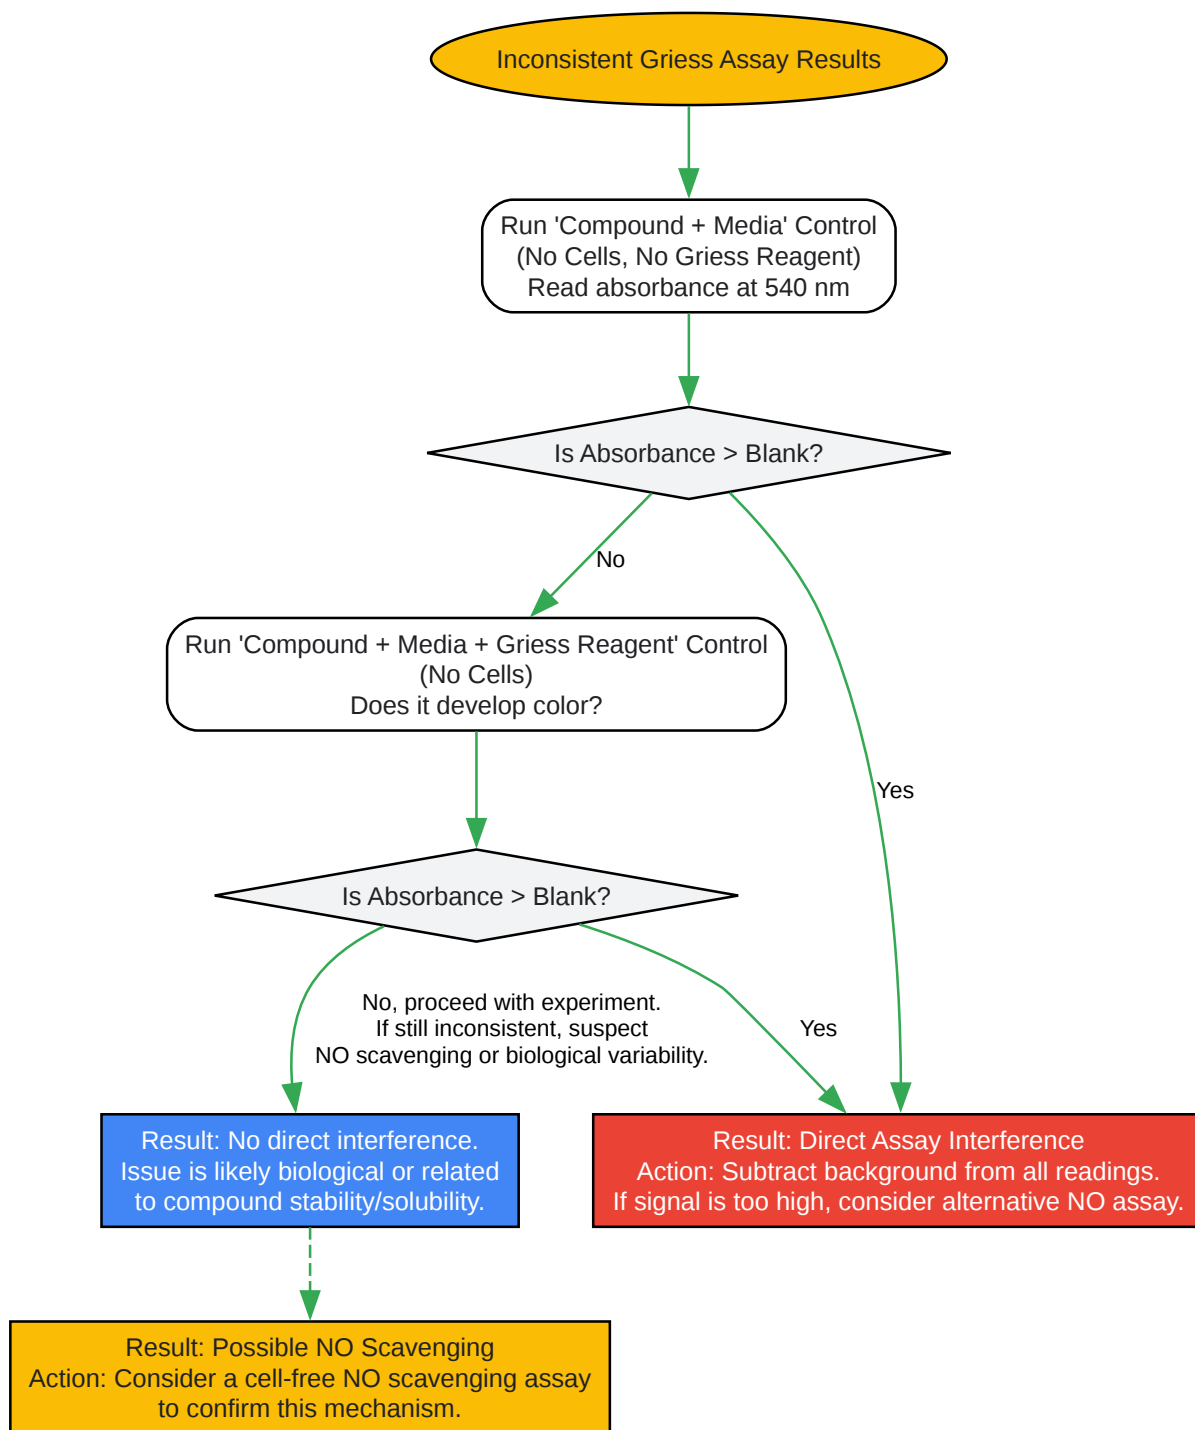 Inconsistent Griess Assay Results
Run 'Compound + Media' Control
(No Cells, No Griess Reagent)
Read absorbance at 540 nm
Is Absorbance > Blank?
No
Run 'Compound + Media + Griess Reagent' Control
(No Cells)
Does it develop color?
Yes
Is Absorbance > Blank?
No, proceed with experiment.
If still inconsistent, suspect
NO scavenging or biological variability.
Yes
Result: No direct interference.
Issue is likely biological or related
to compound stability/solubility.
Result: Direct Assay Interference
Action: Subtract background from all readings.
If signal is too high, consider alternative NO assay.
Result: Possible NO Scavenging
Action: Consider a cell-free NO scavenging assay
to confirm this mechanism.